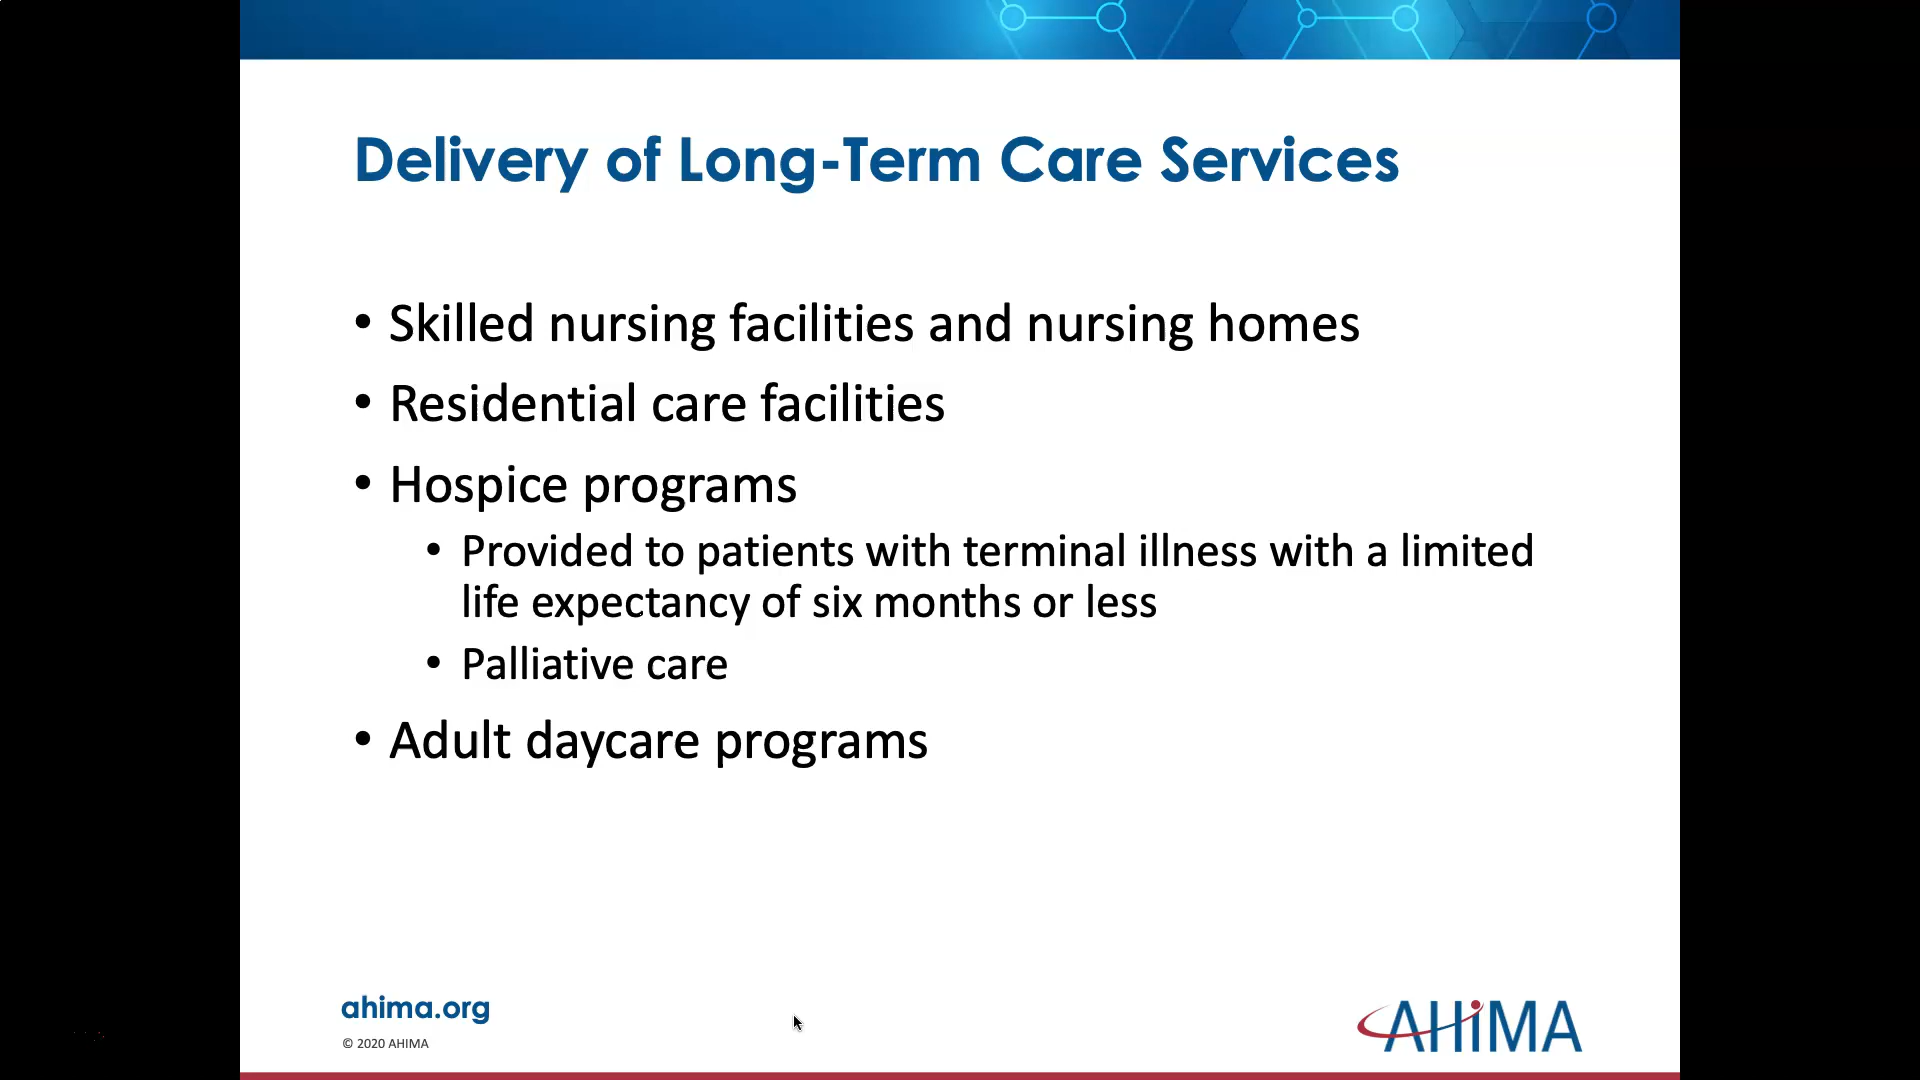 Delivery of Long-Term Care Services
• Skilled nursing facilities and nursing homes
• Residential care facilities
• Hospice programs
• Provided to patients with terminal illness with a limited
life expectancy of six months or less
• Palliative care
• Adult daycare programs
ahima.org
© 2020 AHIMA
AHiMA